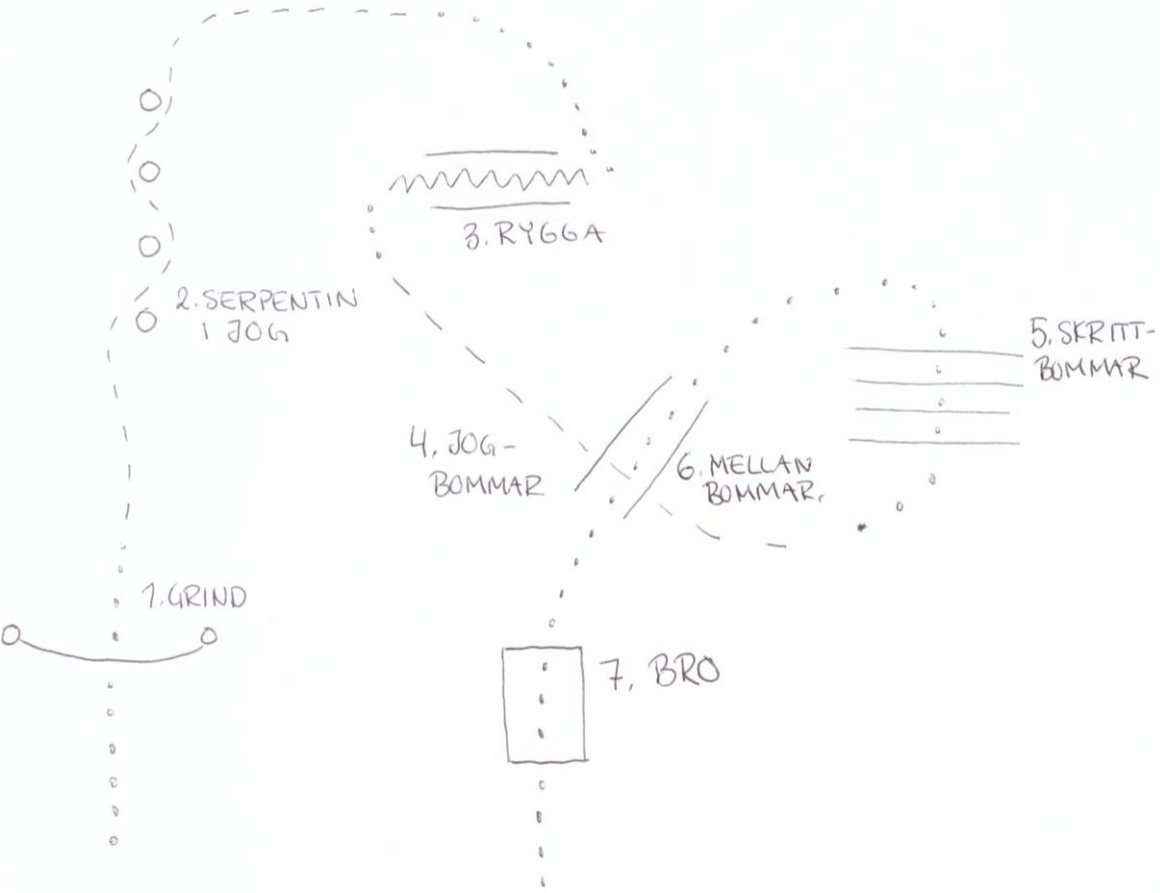 1. GRIND
2. SERPENTIN
I JOG
3. RYGGA
4. JOG-
BOMMAR
5. SKRITT-
BOMMAR
6. MELLAN
BOMMAR.
7. BRO